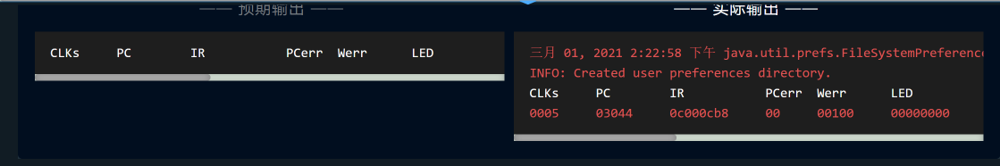 —— 预期输出 ——
CLKs PC IR PCerr Werr LED
—— 实际输出 ——
三月 01, 2021 2:22:58 下午 java.util.prefs.FileSystemPreference
INFO: Created user preferences directory.
CLKs PC IR PCerr Werr LED
0005 03044 0c000cb8 00 00100 00000000